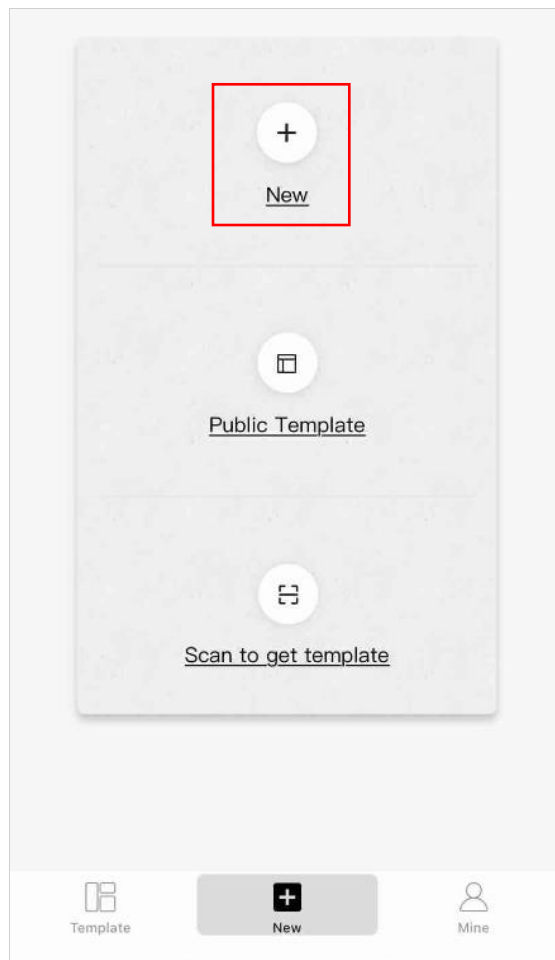 New
Public Template
Scan to get template
Template
New
Mine